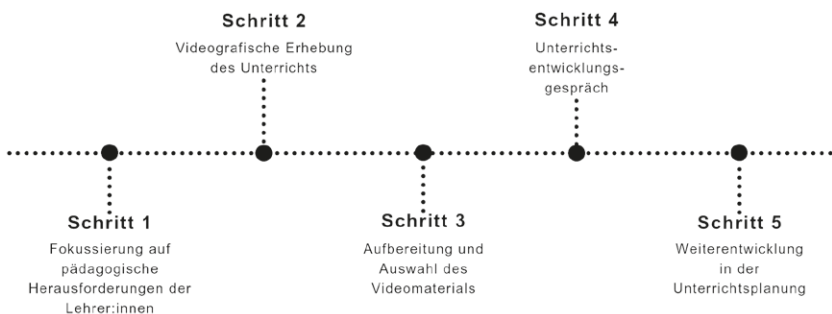 Schritt 1
Fokussierung auf
pädagogische
Herausforderungen der
Lehrer:innen
Schritt 2
Videografische Erhebung
des Unterrichts
Schritt 3
Aufbereitung und
Auswahl des
Videomaterials
Schritt 4
Unterrichts-
entwicklungs-
gespräch
Schritt 5
Weiterentwicklung
in der
Unterrichtsplanung